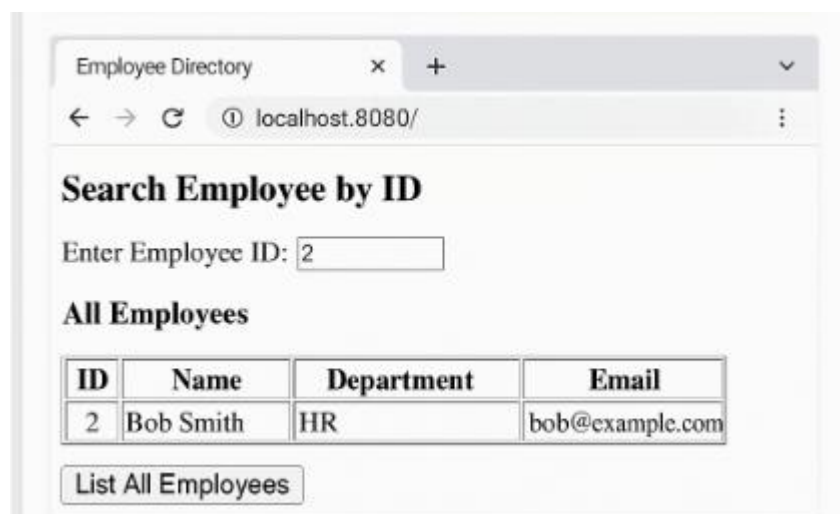 Employee Directory
localhost.8080/
Search Employee by ID
Enter Employee ID: 2
All Employees
ID Name Department Email
2 Bob Smith HR bob@example.com
List All Employees